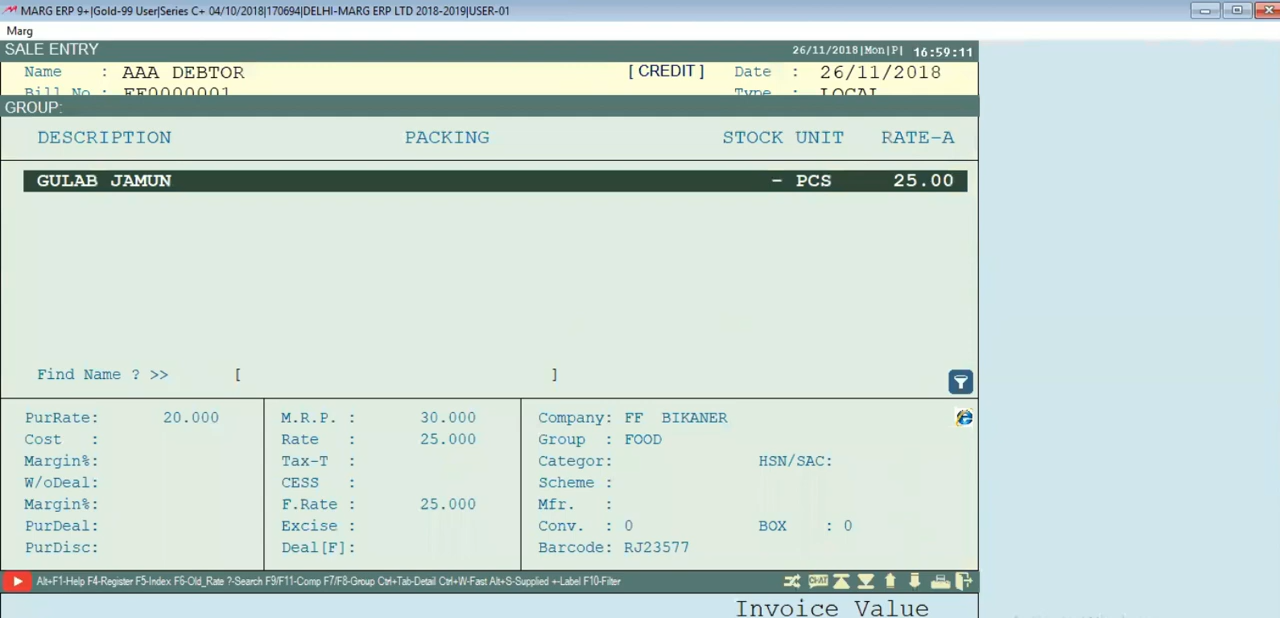 MARG ERP 9+|Gold-99 User|Series C+ 04/10/2018|170694|DELHI-MARG ERP LTD 2018-2019|USER-01
Marg
SALE ENTRY 26/11/2018|Mon|P| 16:59:11
Name : AAA DEBTOR [ CREDIT ] Date : 26/11/2018
Bill No : FF0000001 Type : LOCAL
GROUP:
DESCRIPTION PACKING STOCK UNIT RATE-A
GULAB JAMUN - PCS 25.00
Find Name ? >> [ ]
PurRate: 20.000 M.R.P. : 30.000 Company: FF BIKANER
Cost : Rate : 25.000 Group : FOOD
Margin%: Tax-T : Categor: HSN/SAC:
W/oDeal: CESS : Scheme :
Margin%: F.Rate : 25.000 Mfr. :
PurDeal: Excise : Conv. : 0 BOX : 0
PurDisc: Deal[F]: Barcode: RJ23577
Alt+F1-Help F4-Register F5-Index F6-Old_Rate ?-Search F9/F11-Comp F7/F8-Group Ctrl+Tab-Detail Ctrl+W-Fast Alt+S-Supplied +-Label F10-Filter CHAT
Invoice Value